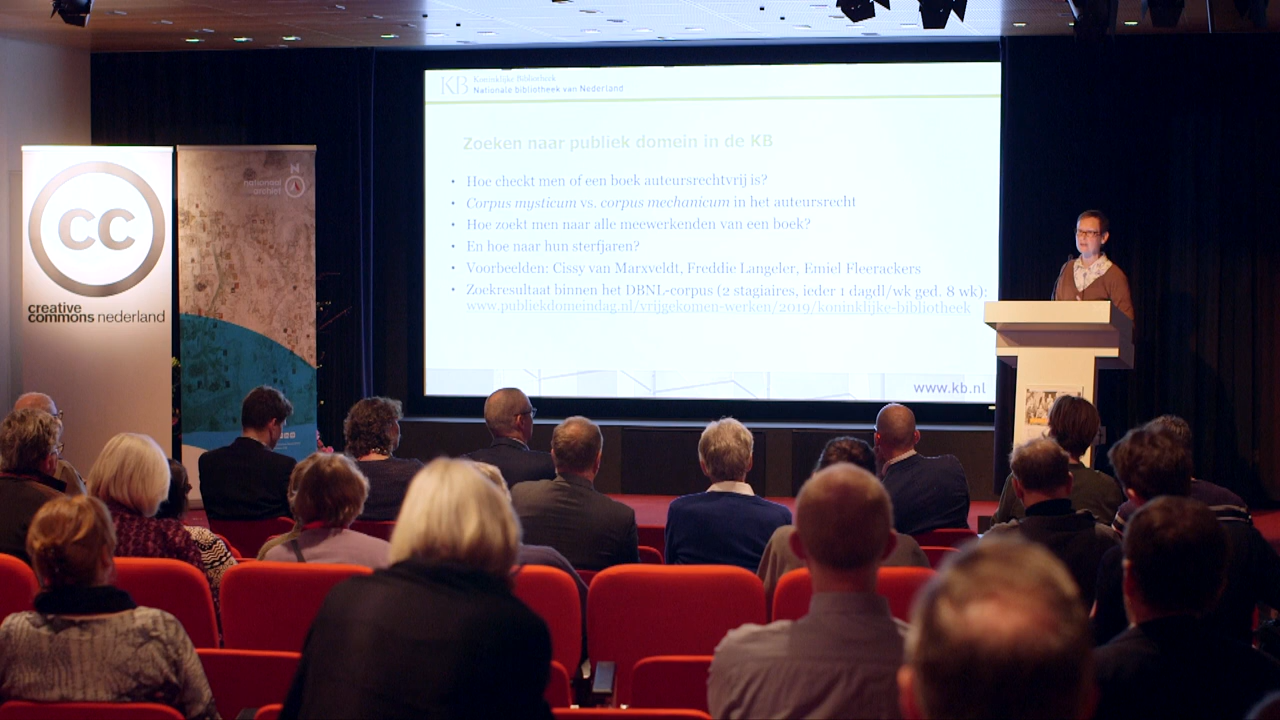 KB Koninklijke Bibliotheek
Nationale bibliotheek van Nederland
Zoeken naar publiek domein in de KB
• Hoe checkt men of een boek auteursrechtvrij is?
• Corpus mysticum vs. corpus mechanicum in het auteursrecht
• Hoe zoekt men naar alle meewerkenden van een boek?
• En hoe naar hun sterfjaren?
• Voorbeelden: Cissy van Marxveldt, Freddie Langeler, Emiel Fleerackers
• Zoekresultaat binnen het DBNL-corpus (2 stagiaires, ieder 1 dagdl/wk ged. 8 wk):
www.publiekdomeindag.nl/vrijgekomen-werken/2019/koninklijke-bibliotheek
www.kb.nl
cc
creative
commons nederland
nationaal
archief